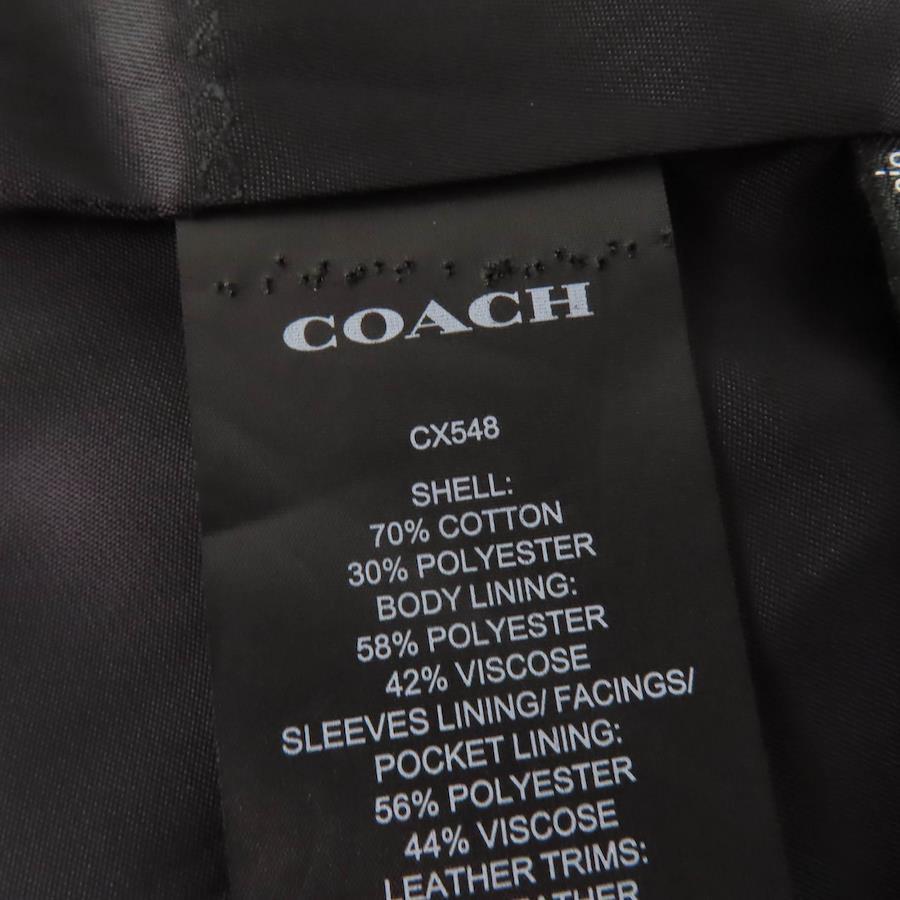 COACH
CX548
SHELL:
70% COTTON
30% POLYESTER
BODY LINING:
58% POLYESTER
42% VISCOSE
SLEEVES LINING/ FACINGS/
POCKET LINING:
56% POLYESTER
44% VISCOSE
LEATHER TRIMS: